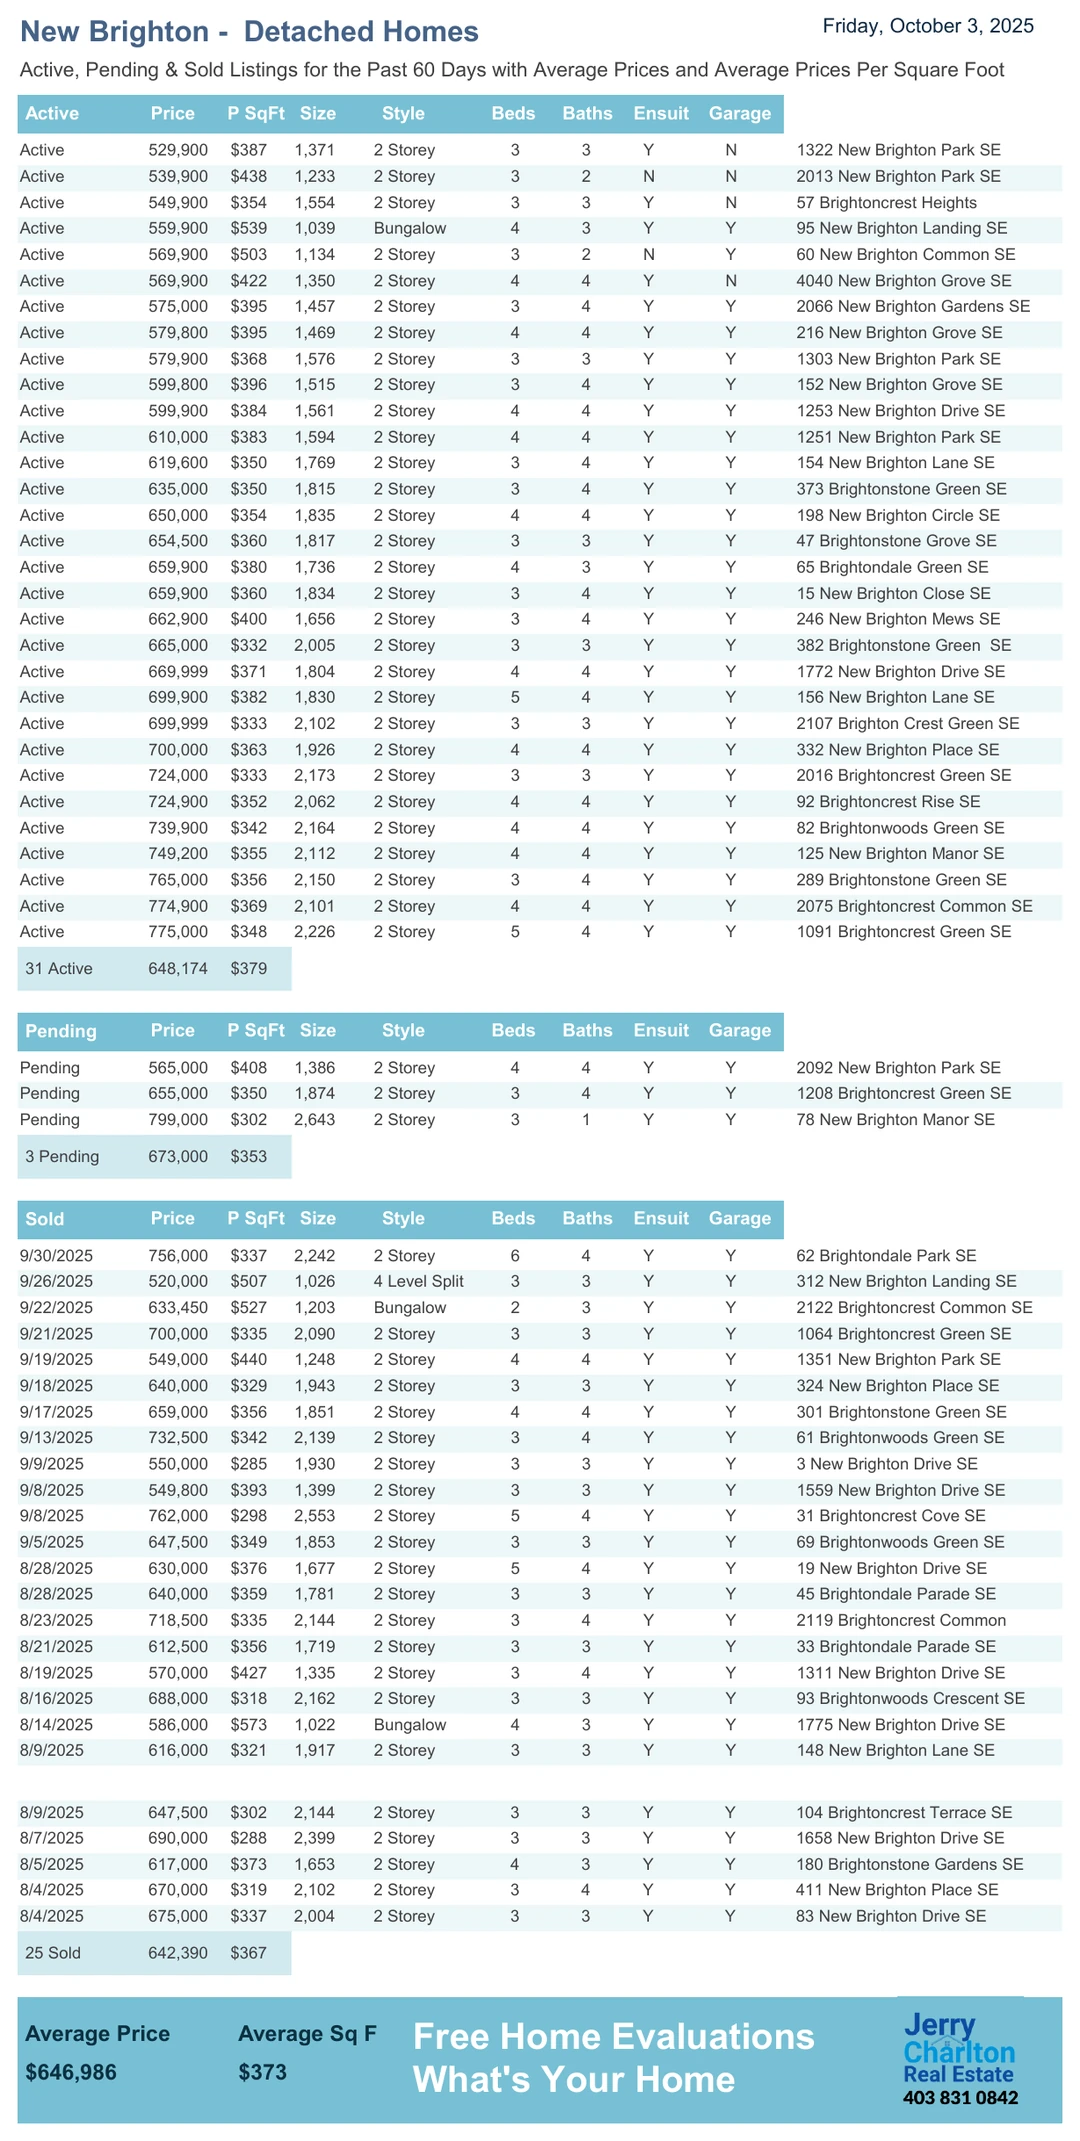 New Brighton - Detached Homes
Friday, October 3, 2025
Active, Pending & Sold Listings for the Past 60 Days with Average Prices and Average Prices Per Square Foot
Active Price P SqFt Size Style Beds Baths Ensuit Garage
Active 529,900 $387 1,371 2 Storey 3 3 Y N 1322 New Brighton Park SE
Active 539,900 $438 1,233 2 Storey 3 2 N N 2013 New Brighton Park SE
Active 549,900 $354 1,554 2 Storey 3 3 Y N 57 Brightoncrest Heights
Active 559,900 $539 1,039 Bungalow 4 3 Y Y 95 New Brighton Landing SE
Active 569,900 $503 1,134 2 Storey 3 2 N Y 60 New Brighton Common SE
Active 569,900 $422 1,350 2 Storey 4 4 Y N 4040 New Brighton Grove SE
Active 575,000 $395 1,457 2 Storey 3 4 Y Y 2066 New Brighton Gardens SE
Active 579,800 $395 1,469 2 Storey 4 4 Y Y 216 New Brighton Grove SE
Active 579,900 $368 1,576 2 Storey 3 3 Y Y 1303 New Brighton Park SE
Active 599,800 $396 1,515 2 Storey 3 4 Y Y 152 New Brighton Grove SE
Active 599,900 $384 1,561 2 Storey 4 4 Y Y 1253 New Brighton Drive SE
Active 610,000 $383 1,594 2 Storey 4 4 Y Y 1251 New Brighton Park SE
Active 619,600 $350 1,769 2 Storey 3 4 Y Y 154 New Brighton Lane SE
Active 635,000 $350 1,815 2 Storey 3 4 Y Y 373 Brightonstone Green SE
Active 650,000 $354 1,835 2 Storey 4 4 Y Y 198 New Brighton Circle SE
Active 654,500 $360 1,817 2 Storey 3 3 Y Y 47 Brightonstone Grove SE
Active 659,900 $380 1,736 2 Storey 4 3 Y Y 65 Brightondale Green SE
Active 659,900 $360 1,834 2 Storey 3 4 Y Y 15 New Brighton Close SE
Active 662,900 $400 1,656 2 Storey 3 4 Y Y 246 New Brighton Mews SE
Active 665,000 $332 2,005 2 Storey 3 3 Y Y 382 Brightonstone Green SE
Active 669,999 $371 1,804 2 Storey 4 4 Y Y 1772 New Brighton Drive SE
Active 699,900 $382 1,830 2 Storey 5 4 Y Y 156 New Brighton Lane SE
Active 699,999 $333 2,102 2 Storey 3 3 Y Y 2107 Brighton Crest Green SE
Active 700,000 $363 1,926 2 Storey 4 4 Y Y 332 New Brighton Place SE
Active 724,000 $333 2,173 2 Storey 3 3 Y Y 2016 Brightoncrest Green SE
Active 724,900 $352 2,062 2 Storey 4 4 Y Y 92 Brightoncrest Rise SE
Active 739,900 $342 2,164 2 Storey 4 4 Y Y 82 Brightonwoods Green SE
Active 749,200 $355 2,112 2 Storey 4 4 Y Y 125 New Brighton Manor SE
Active 765,000 $356 2,150 2 Storey 3 4 Y Y 289 Brightonstone Green SE
Active 774,900 $369 2,101 2 Storey 4 4 Y Y 2075 Brightoncrest Common SE
Active 775,000 $348 2,226 2 Storey 5 4 Y Y 1091 Brightoncrest Green SE
31 Active 648,174 $379
Pending Price P SqFt Size Style Beds Baths Ensuit Garage
Pending 565,000 $408 1,386 2 Storey 4 4 Y Y 2092 New Brighton Park SE
Pending 655,000 $350 1,874 2 Storey 3 4 Y Y 1208 Brightoncrest Green SE
Pending 799,000 $302 2,643 2 Storey 3 1 Y Y 78 New Brighton Manor SE
3 Pending 673,000 $353
Sold Price P SqFt Size Style Beds Baths Ensuit Garage
9/30/2025 756,000 $337 2,242 2 Storey 6 4 Y Y 62 Brightondale Park SE
9/26/2025 520,000 $507 1,026 4 Level Split 3 3 Y Y 312 New Brighton Landing SE
9/22/2025 633,450 $527 1,203 Bungalow 2 3 Y Y 2122 Brightoncrest Common SE
9/21/2025 700,000 $335 2,090 2 Storey 3 3 Y Y 1064 Brightoncrest Green SE
9/19/2025 549,000 $440 1,248 2 Storey 4 4 Y Y 1351 New Brighton Park SE
9/18/2025 640,000 $329 1,943 2 Storey 3 3 Y Y 324 New Brighton Place SE
9/17/2025 659,000 $356 1,851 2 Storey 4 4 Y Y 301 Brightonstone Green SE
9/13/2025 732,500 $342 2,139 2 Storey 3 4 Y Y 61 Brightonwoods Green SE
9/9/2025 550,000 $285 1,930 2 Storey 3 3 Y Y 3 New Brighton Drive SE
9/8/2025 549,800 $393 1,399 2 Storey 3 3 Y Y 1559 New Brighton Drive SE
9/8/2025 762,000 $298 2,553 2 Storey 5 4 Y Y 31 Brightoncrest Cove SE
9/5/2025 647,500 $349 1,853 2 Storey 3 3 Y Y 69 Brightonwoods Green SE
8/28/2025 630,000 $376 1,677 2 Storey 5 4 Y Y 19 New Brighton Drive SE
8/28/2025 640,000 $359 1,781 2 Storey 3 3 Y Y 45 Brightondale Parade SE
8/23/2025 718,500 $335 2,144 2 Storey 3 4 Y Y 2119 Brightoncrest Common
8/21/2025 612,500 $356 1,719 2 Storey 3 3 Y Y 33 Brightondale Parade SE
8/19/2025 570,000 $427 1,335 2 Storey 3 4 Y Y 1311 New Brighton Drive SE
8/16/2025 688,000 $318 2,162 2 Storey 3 3 Y Y 93 Brightonwoods Crescent SE
8/14/2025 586,000 $573 1,022 Bungalow 4 3 Y Y 1775 New Brighton Drive SE
8/9/2025 616,000 $321 1,917 2 Storey 3 3 Y Y 148 New Brighton Lane SE
8/9/2025 647,500 $302 2,144 2 Storey 3 3 Y Y 104 Brightoncrest Terrace SE
8/7/2025 690,000 $288 2,399 2 Storey 3 3 Y Y 1658 New Brighton Drive SE
8/5/2025 617,000 $373 1,653 2 Storey 4 3 Y Y 180 Brightonstone Gardens SE
8/4/2025 670,000 $319 2,102 2 Storey 3 4 Y Y 411 New Brighton Place SE
8/4/2025 675,000 $337 2,004 2 Storey 3 3 Y Y 83 New Brighton Drive SE
25 Sold 642,390 $367
Average Price Average Sq F
$646,986 $373
Free Home Evaluations
What's Your Home
Jerry
Charlton
Real Estate
403 831 0842